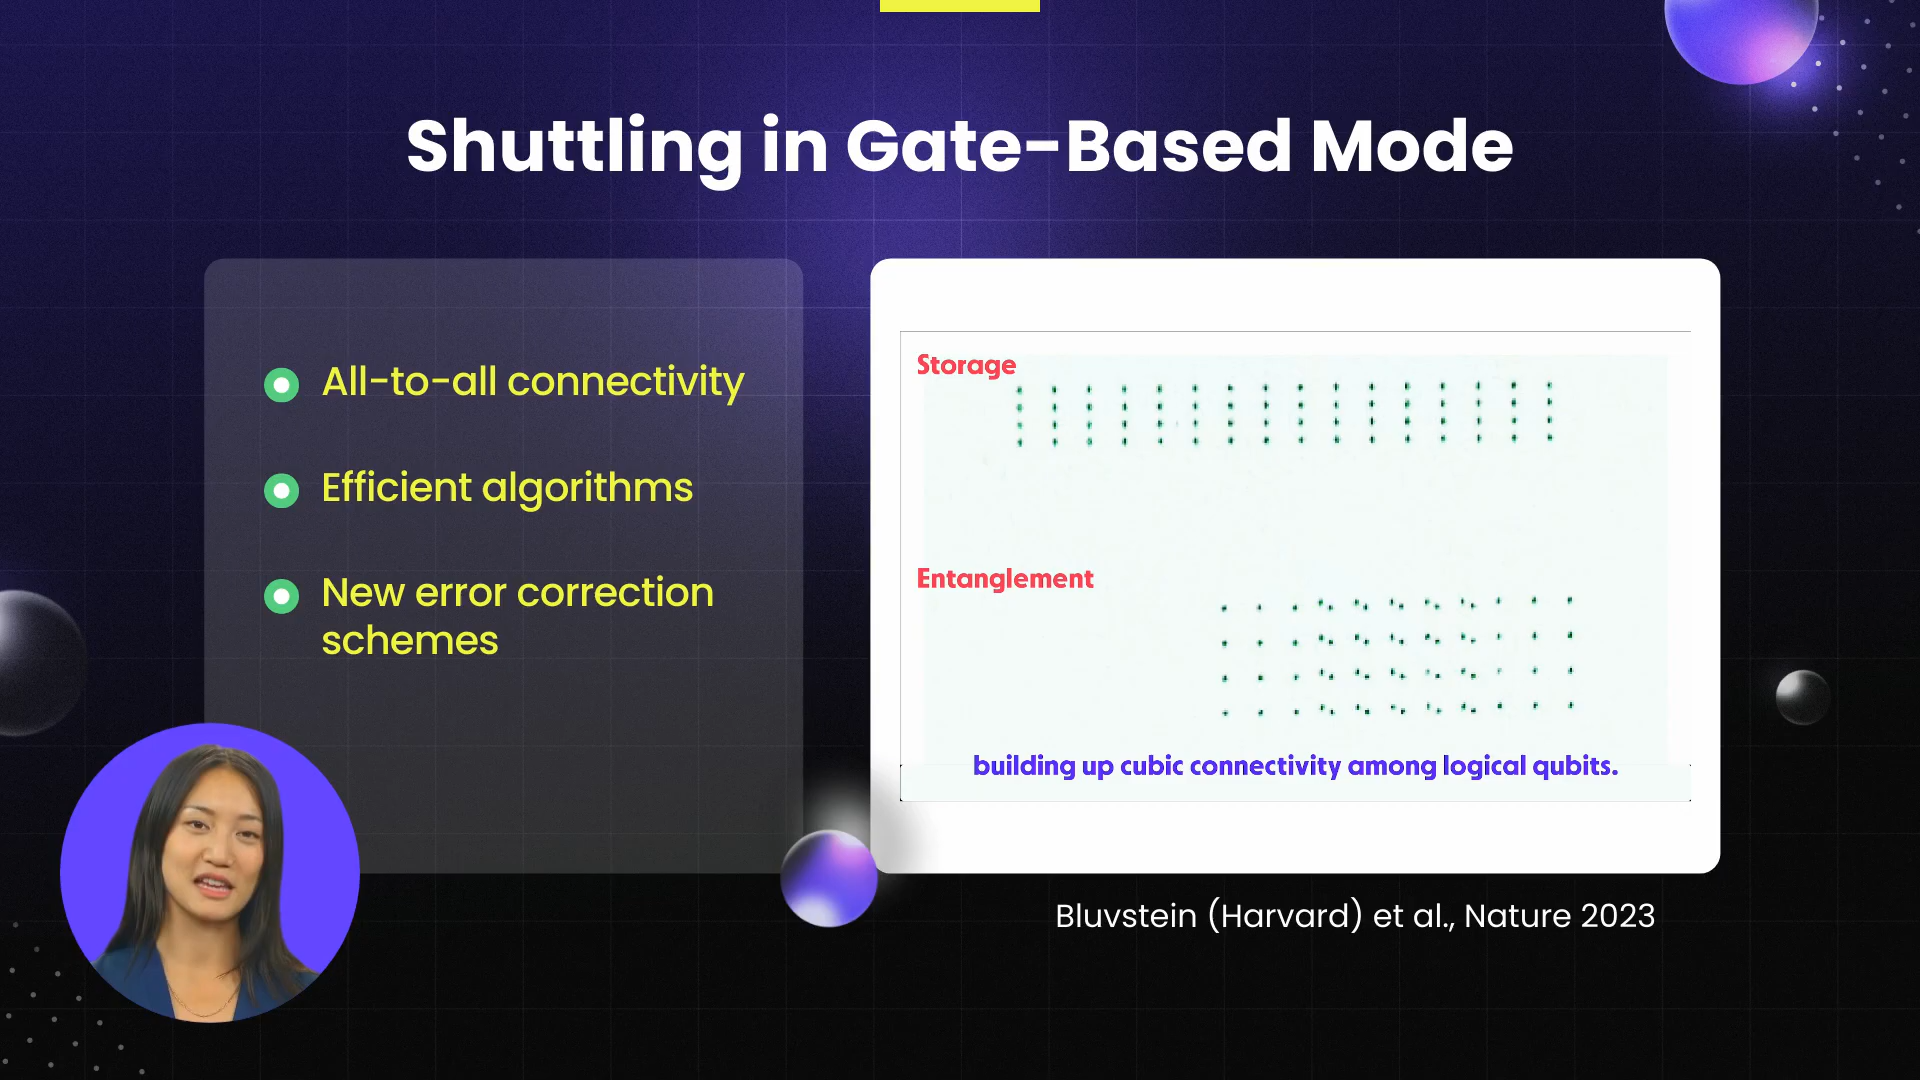 Shuttling in Gate-Based Mode
All-to-all connectivity
Efficient algorithms
New error correction
schemes
Storage
Entanglement
building up cubic connectivity among logical qubits.
Bluvstein (Harvard) et al., Nature 2023